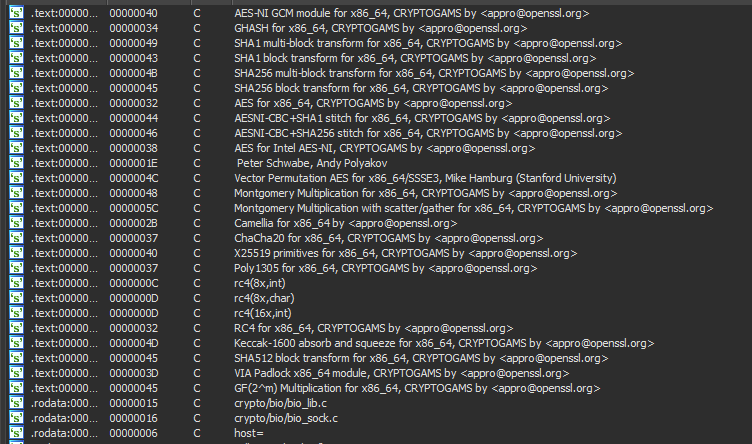 .text:00000... 00000040 C AES-NI GCM module for x86_64, CRYPTOGAMS by <appro@openssl.org>
.text:00000... 00000034 C GHASH for x86_64, CRYPTOGAMS by <appro@openssl.org>
.text:00000... 00000049 C SHA1 multi-block transform for x86_64, CRYPTOGAMS by <appro@openssl.org>
.text:00000... 00000043 C SHA1 block transform for x86_64, CRYPTOGAMS by <appro@openssl.org>
.text:00000... 0000004B C SHA256 multi-block transform for x86_64, CRYPTOGAMS by <appro@openssl.org>
.text:00000... 00000045 C SHA256 block transform for x86_64, CRYPTOGAMS by <appro@openssl.org>
.text:00000... 00000032 C AES for x86_64, CRYPTOGAMS by <appro@openssl.org>
.text:00000... 00000044 C AESNI-CBC+SHA1 stitch for x86_64, CRYPTOGAMS by <appro@openssl.org>
.text:00000... 00000046 C AESNI-CBC+SHA256 stitch for x86_64, CRYPTOGAMS by <appro@openssl.org>
.text:00000... 00000038 C AES for Intel AES-NI, CRYPTOGAMS by <appro@openssl.org>
.text:00000... 0000001E C Peter Schwabe, Andy Polyakov
.text:00000... 0000004C C Vector Permutation AES for x86_64/SSSE3, Mike Hamburg (Stanford University)
.text:00000... 00000048 C Montgomery Multiplication for x86_64, CRYPTOGAMS by <appro@openssl.org>
.text:00000... 0000005C C Montgomery Multiplication with scatter/gather for x86_64, CRYPTOGAMS by <appro@openssl.org>
.text:00000... 0000002B C Camellia for x86_64 by <appro@openssl.org>
.text:00000... 00000037 C ChaCha20 for x86_64, CRYPTOGAMS by <appro@openssl.org>
.text:00000... 00000040 C X25519 primitives for x86_64, CRYPTOGAMS by <appro@openssl.org>
.text:00000... 00000037 C Poly1305 for x86_64, CRYPTOGAMS by <appro@openssl.org>
.text:00000... 0000000C C rc4(8x,int)
.text:00000... 0000000D C rc4(8x,char)
.text:00000... 0000000D C rc4(16x,int)
.text:00000... 00000032 C RC4 for x86_64, CRYPTOGAMS by <appro@openssl.org>
.text:00000... 0000004D C Keccak-1600 absorb and squeeze for x86_64, CRYPTOGAMS by <appro@openssl.org>
.text:00000... 00000045 C SHA512 block transform for x86_64, CRYPTOGAMS by <appro@openssl.org>
.text:00000... 0000003D C VIA Padlock x86_64 module, CRYPTOGAMS by <appro@openssl.org>
.text:00000... 00000045 C GF(2^m) Multiplication for x86_64, CRYPTOGAMS by <appro@openssl.org>
.rodata:000... 00000015 C crypto/bio/bio_lib.c
.rodata:000... 00000016 C crypto/bio/bio_sock.c
.rodata:000... 00000006 C host=